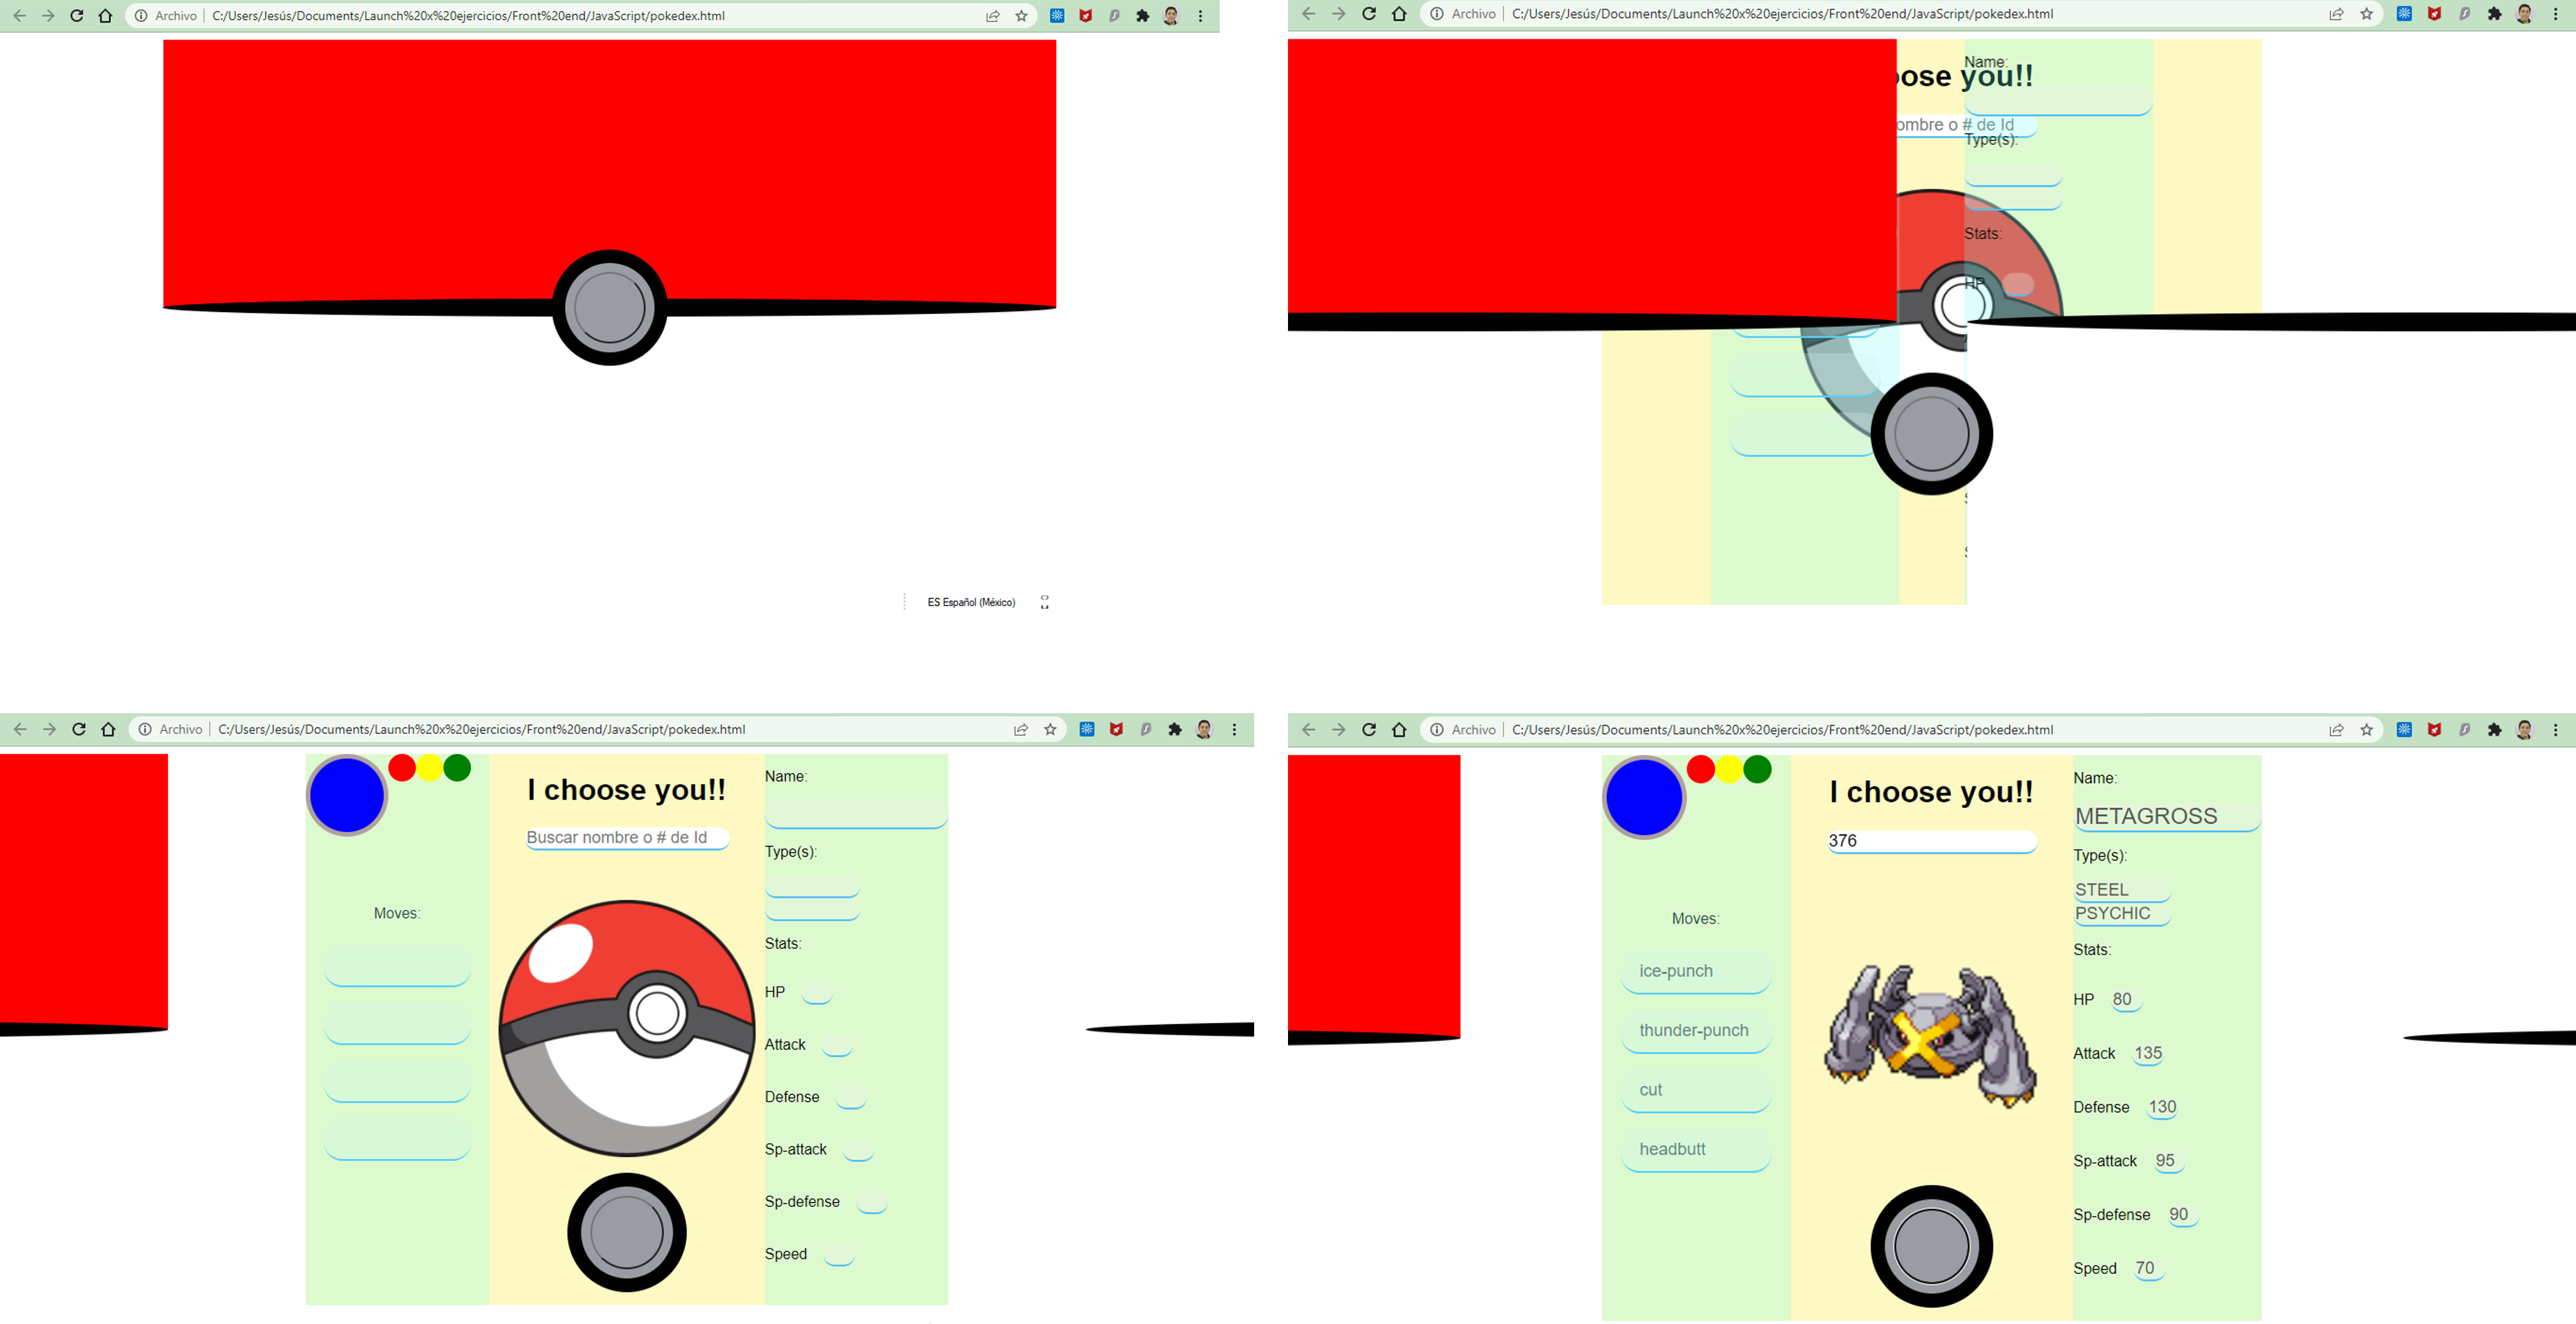 Archivo C:/Users/Jesús/Documents/Launch%20x%20ejercicios/Front%20end/JavaScript/pokedex.html
ES Español (México)
Archivo C:/Users/Jesús/Documents/Launch%20x%20ejercicios/Front%20end/JavaScript/pokedex.html
Name:
ose you!!
ombre o # de Id
Type(s):
Stats:
HP
Archivo C:/Users/Jesús/Documents/Launch%20x%20ejercicios/Front%20end/JavaScript/pokedex.html
I choose you!!
Buscar nombre o # de Id
Moves:
Name:
Type(s):
Stats:
HP
Attack
Defense
Sp-attack
Sp-defense
Speed
Archivo C:/Users/Jesús/Documents/Launch%20x%20ejercicios/Front%20end/JavaScript/pokedex.html
Moves:
ice-punch
thunder-punch
cut
headbutt
I choose you!!
376
Name:
METAGROSS
Type(s):
STEEL
PSYCHIC
Stats:
HP 80
Attack 135
Defense 130
Sp-attack 95
Sp-defense 90
Speed 70